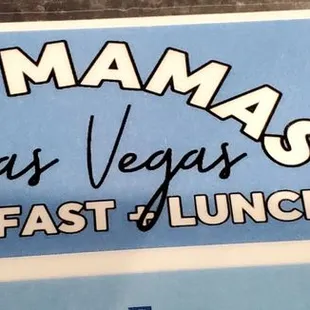 MAMAS
as Vegas
FAST + LUNC